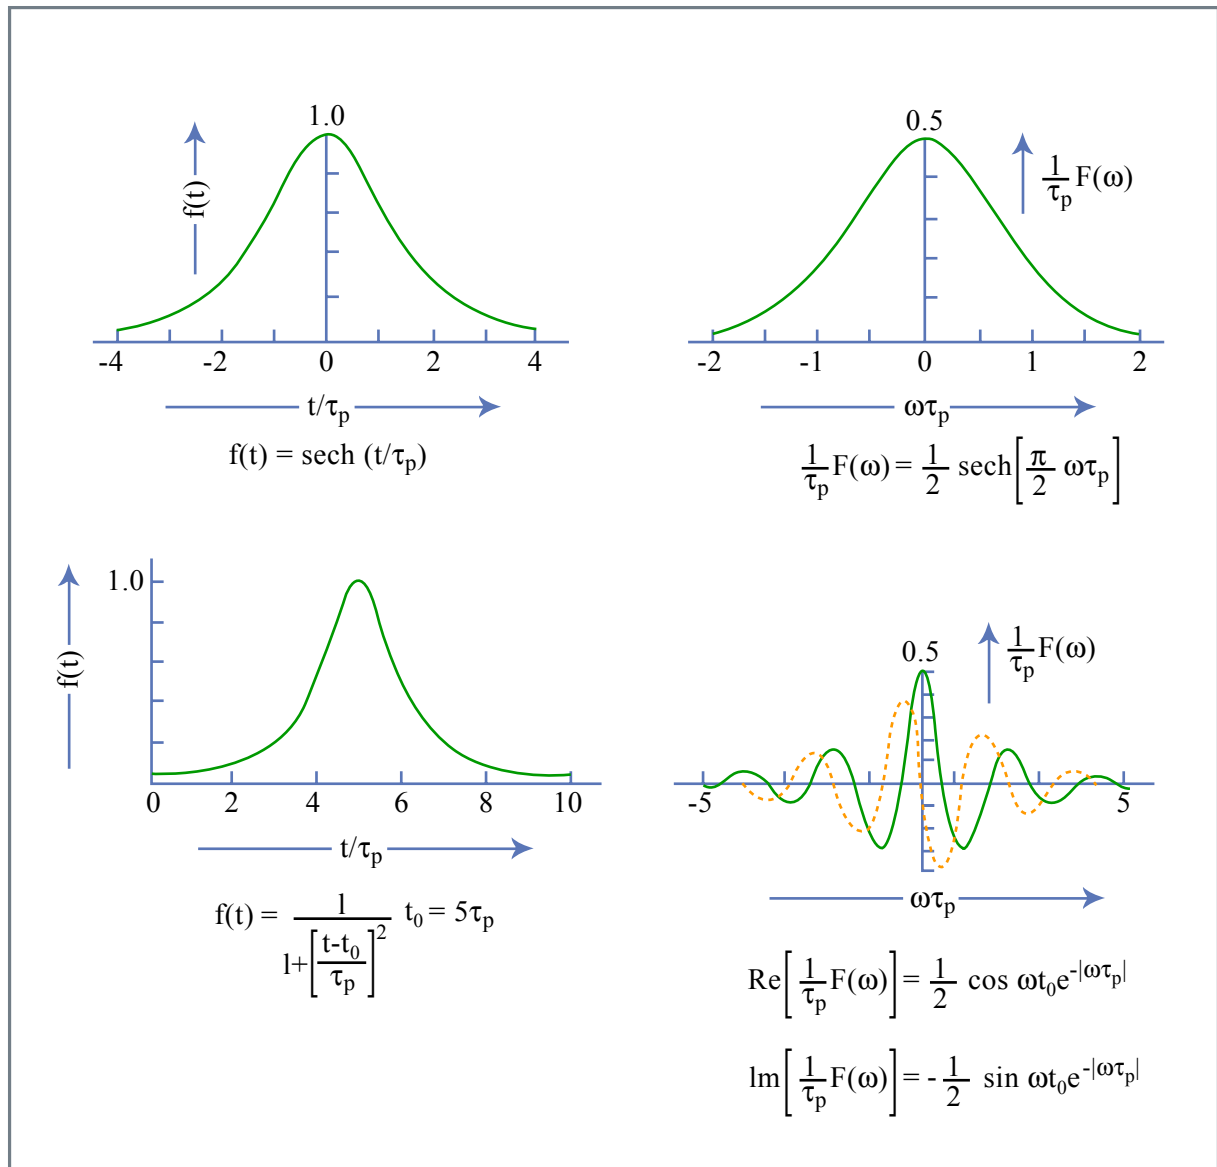 1.0
f(t)
-4 -2 0 2 4
t/τp
f(t) = sech (t/τp)
0.5
1/τp F(ω)
-2 -1 0 1 2
ωτp
1/τp F(ω) = 1/2 sech[π/2 ωτp]
1.0
f(t)
0 2 4 6 8 10
t/τp
f(t) = l/l+[t-t0/τp]^2 t0 = 5τp
0.5
1/τp F(ω)
-5 5
ωτp
Re[1/τp F(ω)] = 1/2 cos ωt0e^-|ωτp|
lm[1/τp F(ω)] = - 1/2 sin ωt0e^-|ωτp|